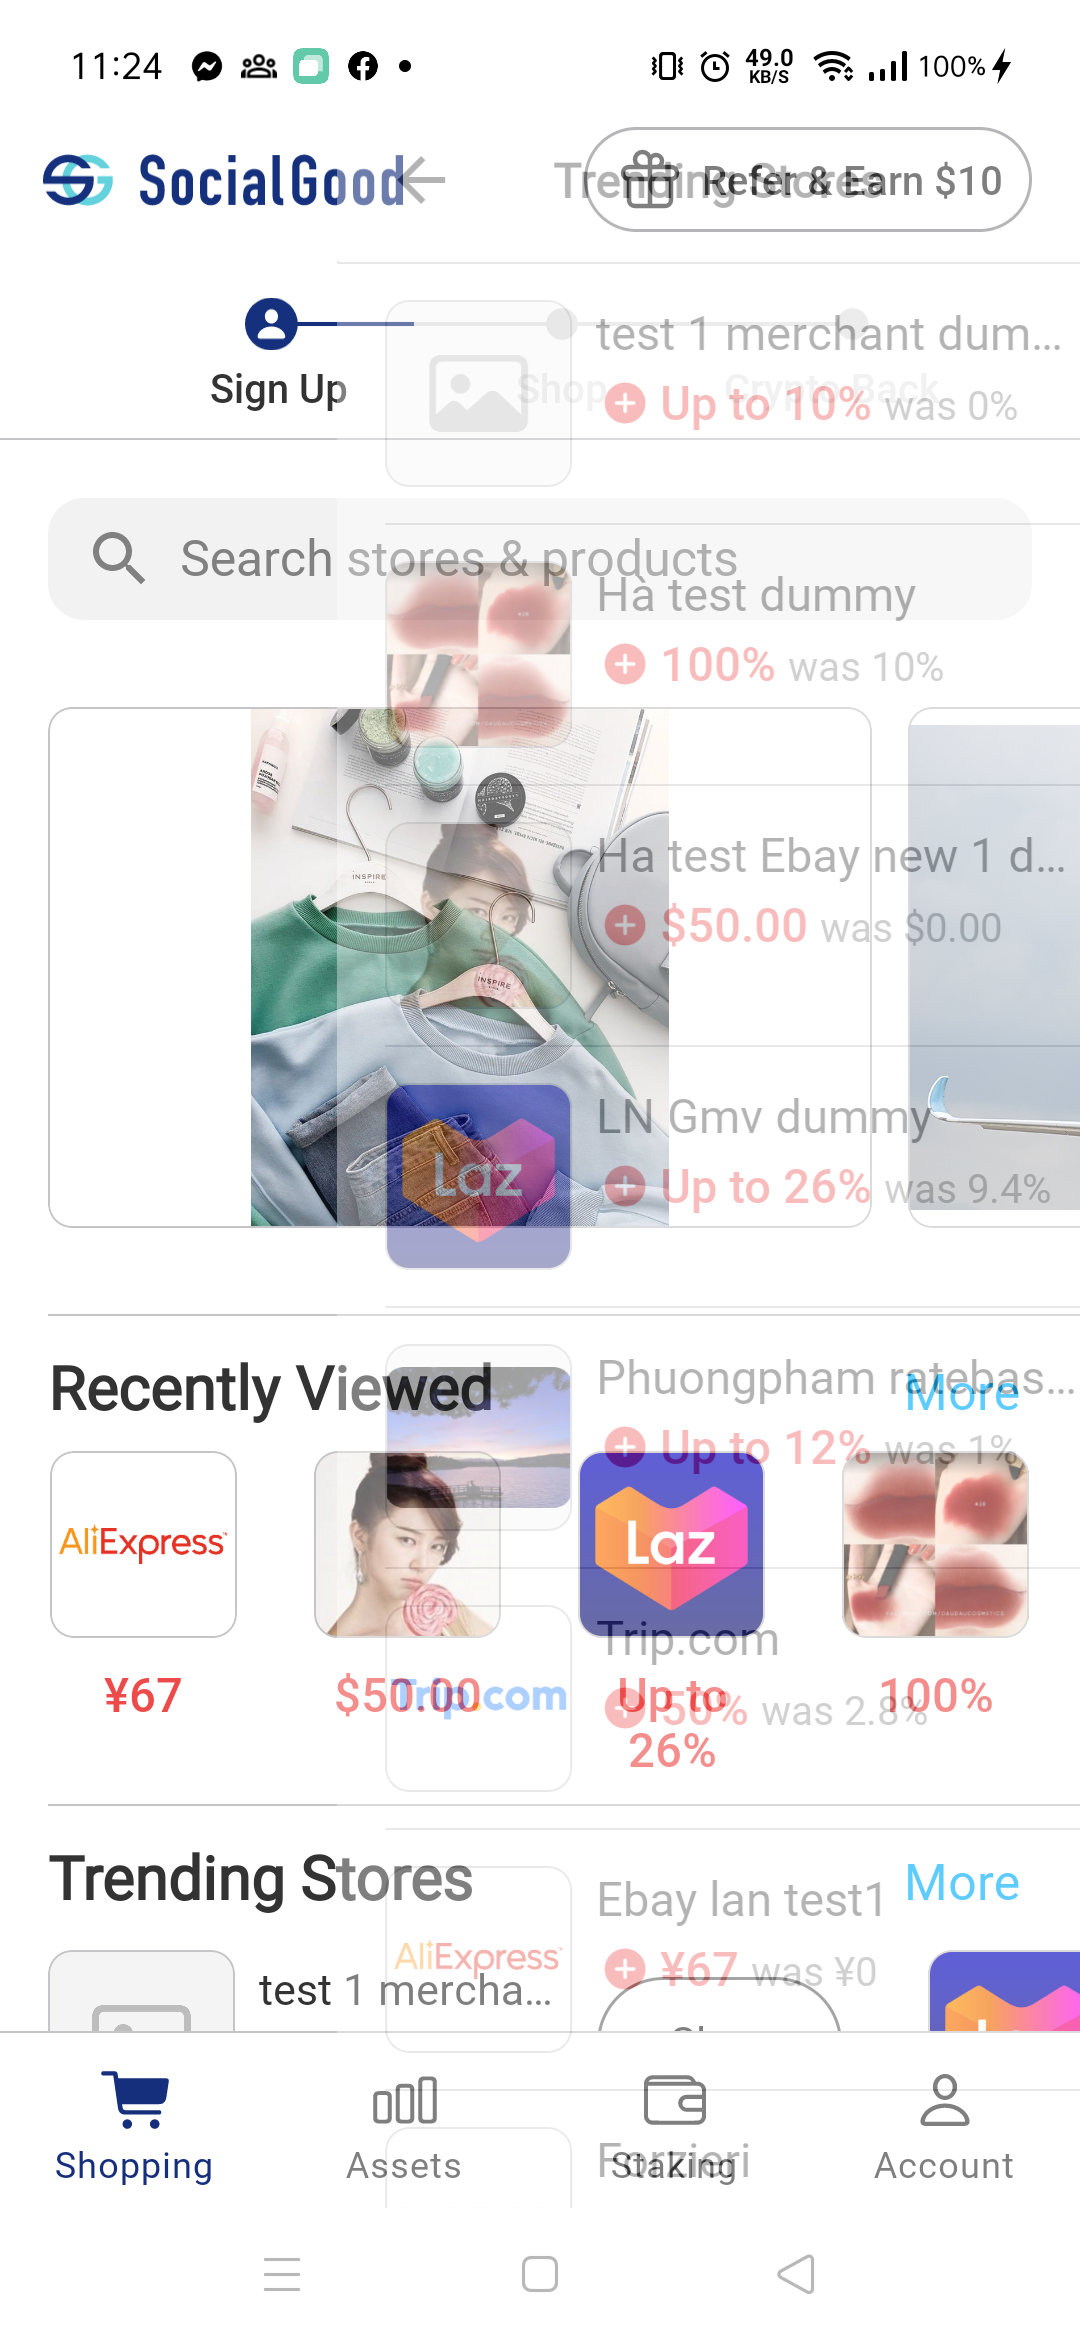 11:24
49.0
KB/S
100%
SocialGood
Trending Stores
Refer & Earn $10
Sign Up
Shop
Crypto Back
test 1 merchant dum...
Up to 10% was 0%
Search stores & products
Hà test dummy
100% was 10%
INSPIRE
INSPIRE
Ha test Ebay new 1 d...
$50.00 was $0.00
LN Gmv dummy
Laz
Up to 26% was 9.4%
Recently Viewed
More
Phuongpham ratebas...
Up to 12% was 1%
AliExpress
Laz
Trip.com
¥67
$50.00
Up to
26%
100%
Trip.com
50% was 2.8%
Trending Stores
More
Ebay lan test1
AliExpress
¥67 was ¥0
test 1 mercha...
Shopping
Assets
Staking
Account
Forzieri